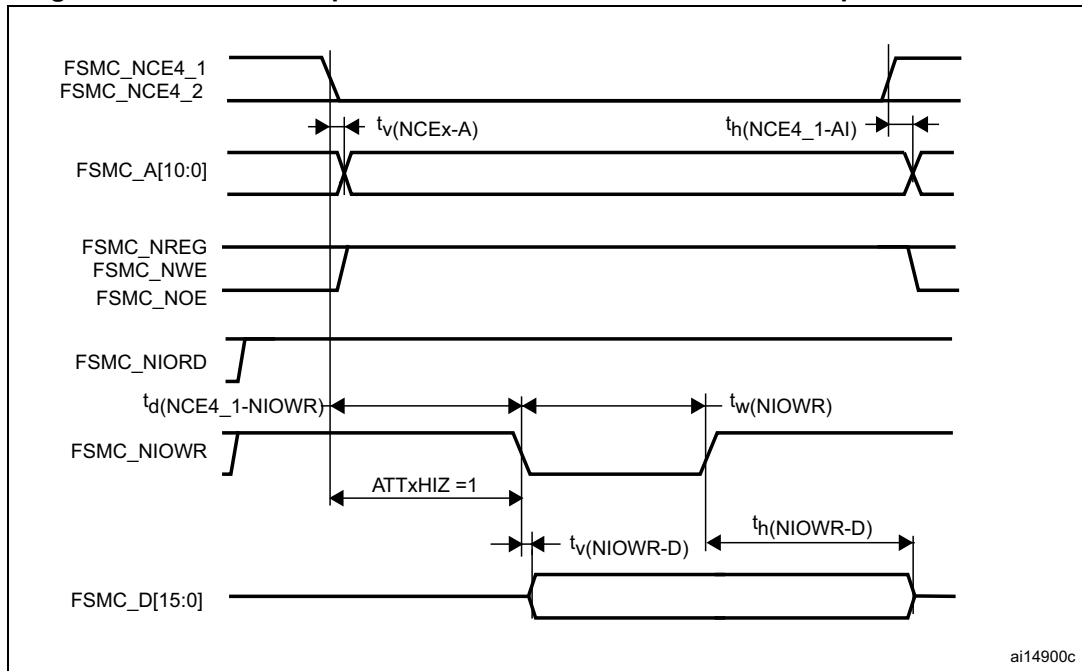 FSMC_NCE4_1
FSMC_NCE4_2
tv(NCEx-A)
th(NCE4_1-AI)
FSMC_A[10:0]
FSMC_NREG
FSMC_NWE
FSMC_NOE
FSMC_NIORD
td(NCE4_1-NIOWR)
tw(NIOWR)
FSMC_NIOWR
ATTxHIZ =1
th(NIOWR-D)
tv(NIOWR-D)
FSMC_D[15:0]
ai14900c